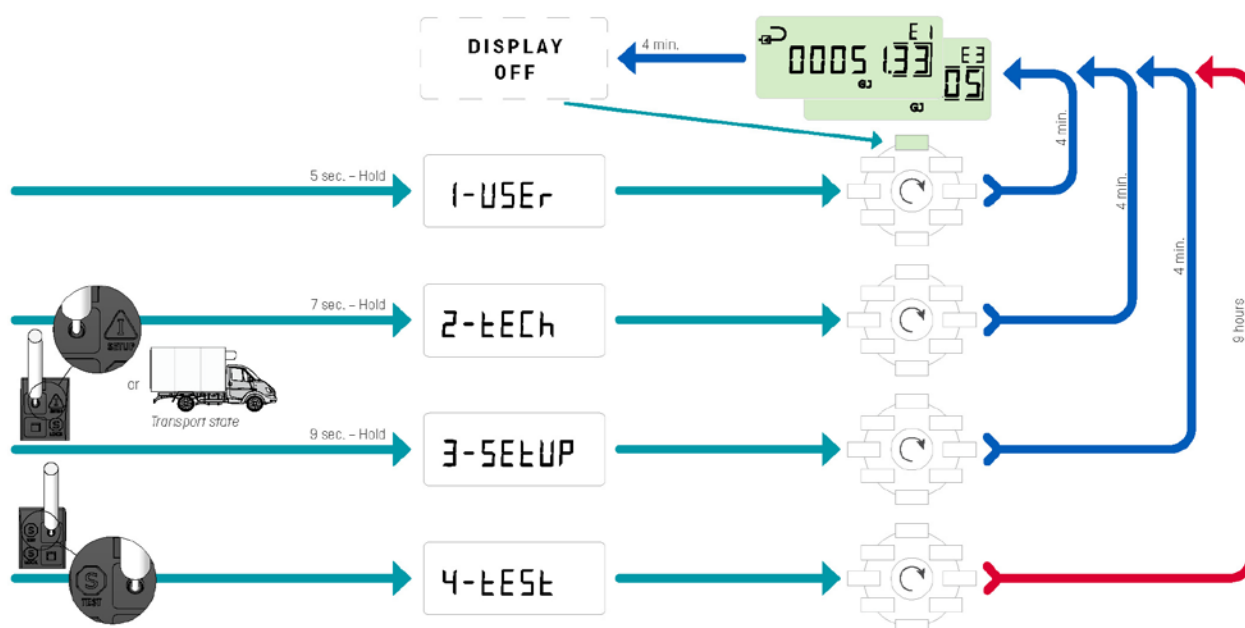 DISPLAY
OFF
4 min.
E1
00051.33
GJ
E3
05
GJ
5 sec. – Hold
1-USEr
4 min.
7 sec. – Hold
2-tECh
4 min.
SETUP
or
Transport state
9 sec. – Hold
3-SEtUP
4 min.
9 hours
S
S
S
TEST
4-tESt